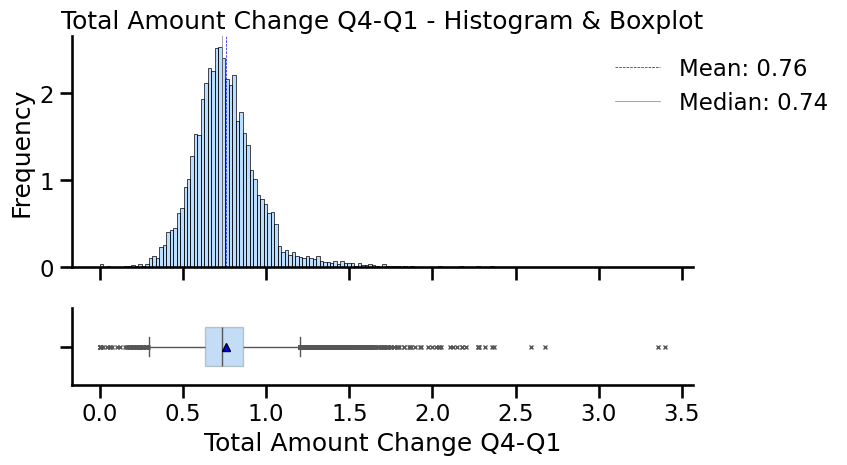 Total Amount Change Q4-Q1 - Histogram & Boxplot
Mean: 0.76
Median: 0.74
Frequency
2
1
0
0.0 0.5 1.0 1.5 2.0 2.5 3.0 3.5
Total Amount Change Q4-Q1